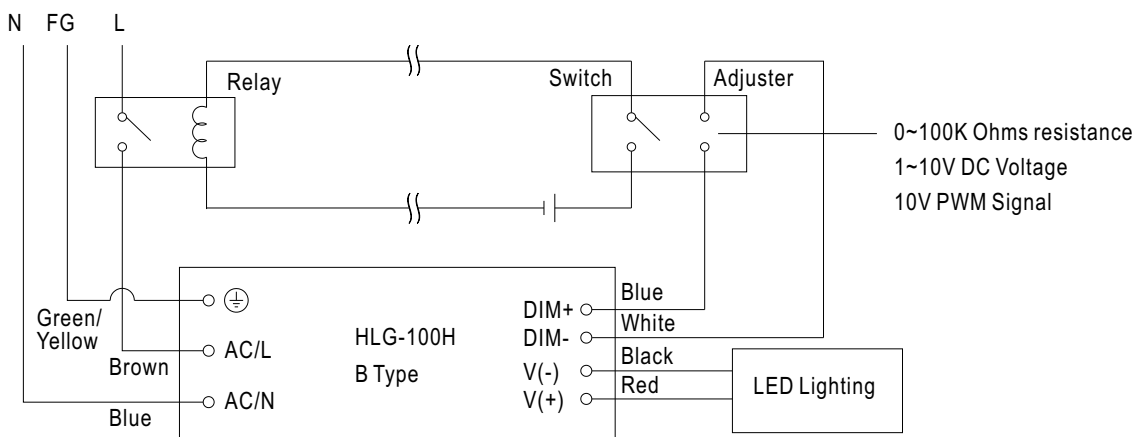 N FG L
Relay
Switch
Adjuster
0~100K Ohms resistance
1~10V DC Voltage
10V PWM Signal
Green/
Yellow
Brown
Blue
AC/L
AC/N
HLG-100H
B Type
DIM+
DIM-
V(-)
V(+)
Blue
White
Black
Red
LED Lighting